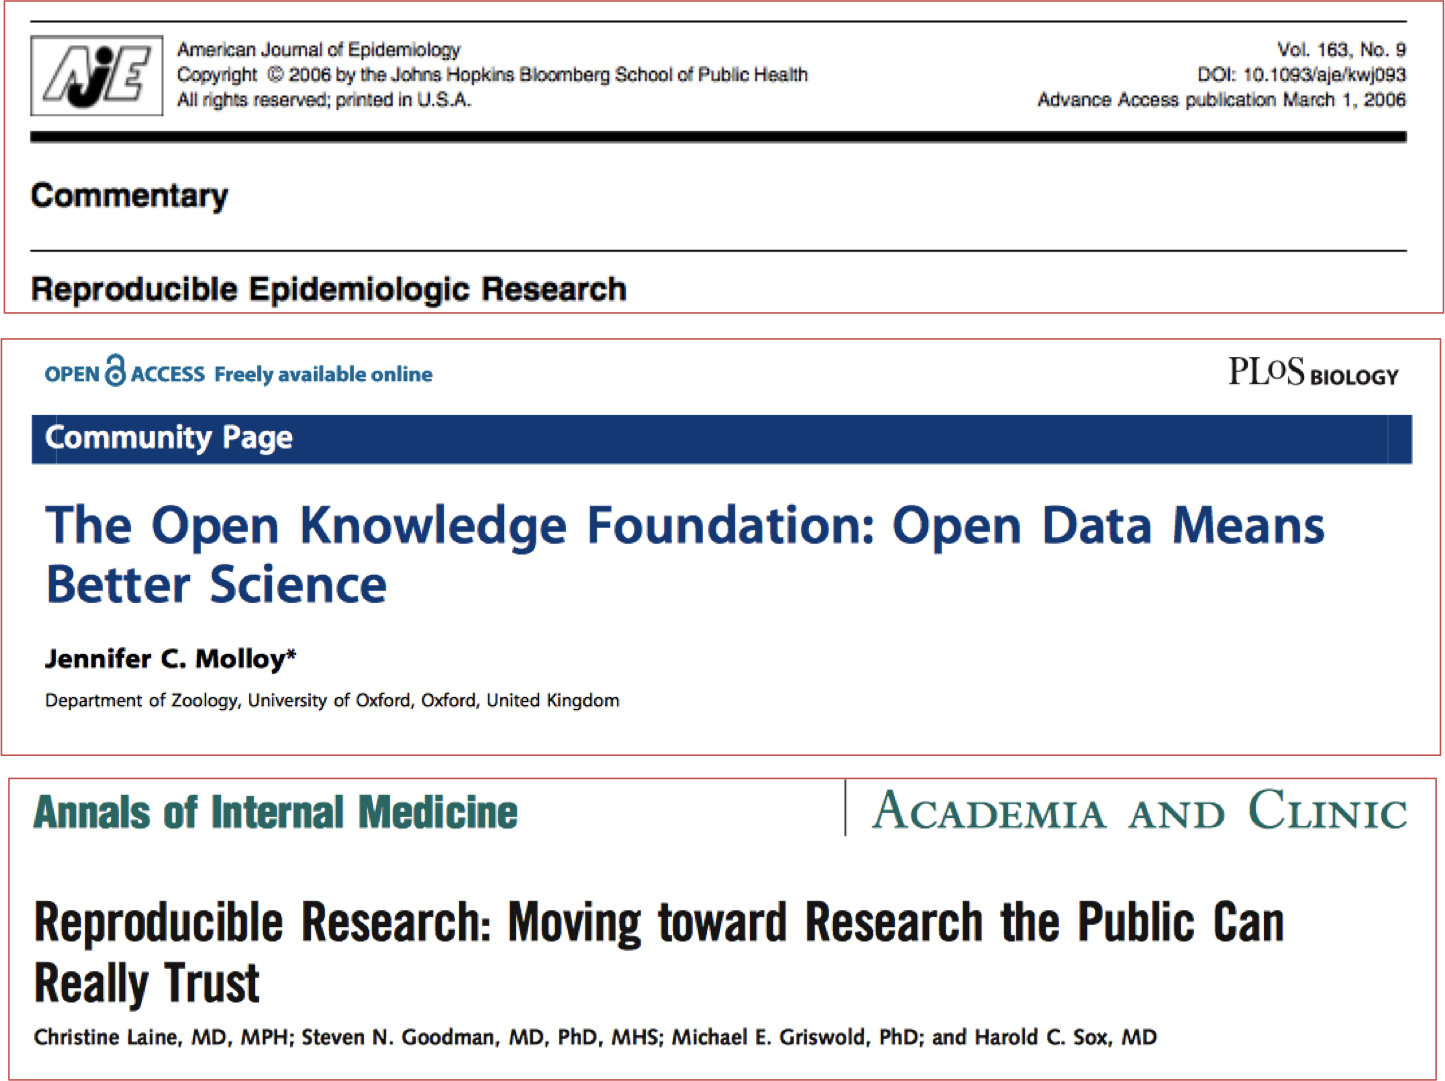 AJE
American Journal of Epidemiology
Copyright © 2006 by the Johns Hopkins Bloomberg School of Public Health
All rights reserved; printed in U.S.A.
Vol. 163, No. 9
DOI: 10.1093/aje/kwj093
Advance Access publication March 1, 2006
Commentary
Reproducible Epidemiologic Research
OPEN ACCESS Freely available online
PLoS BIOLOGY
Community Page
The Open Knowledge Foundation: Open Data Means
Better Science
Jennifer C. Molloy*
Department of Zoology, University of Oxford, Oxford, United Kingdom
Annals of Internal Medicine
ACADEMIA AND CLINIC
Reproducible Research: Moving toward Research the Public Can
Really Trust
Christine Laine, MD, MPH; Steven N. Goodman, MD, PhD, MHS; Michael E. Griswold, PhD; and Harold C. Sox, MD